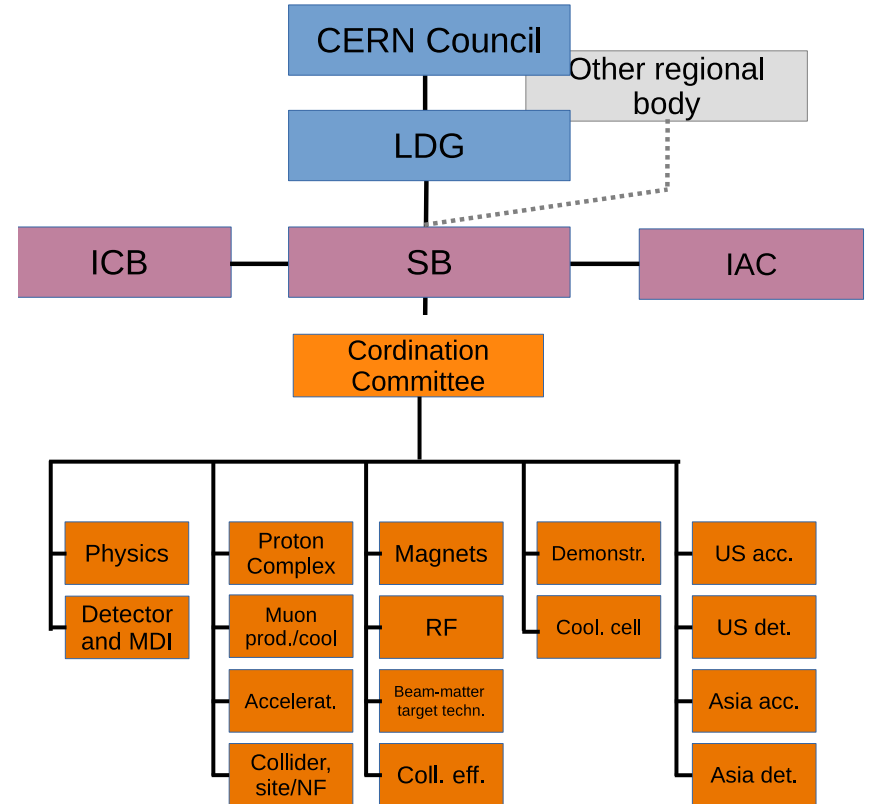 CERN Council
Other regional
body
LDG
ICB
SB
IAC
Cordination
Committee
Physics
Detector
and MDI
Proton
Complex
Muon
prod./cool
Accelerat.
Collider,
site/NF
Magnets
RF
Beam-matter
target techn.
Coll. eff.
Demonstr.
Cool. cell
US acc.
US det.
Asia acc.
Asia det.